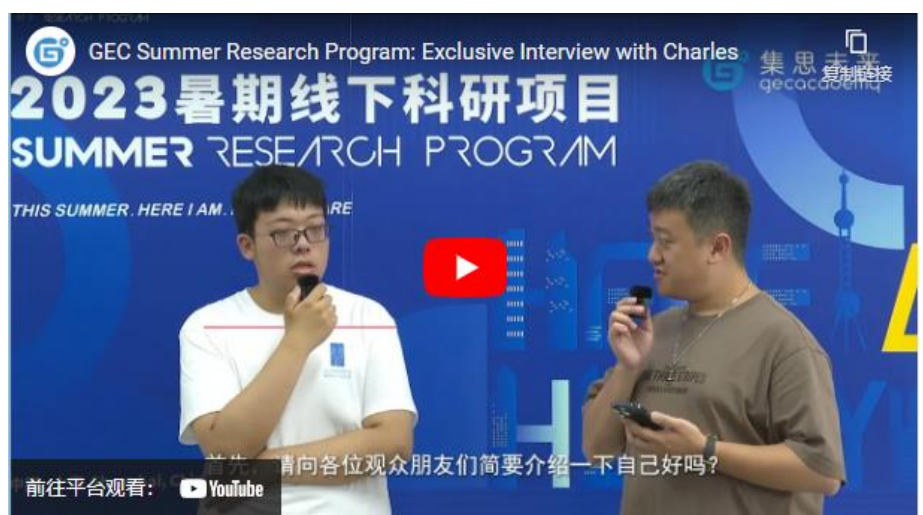 GEC Summer Research Program: Exclusive Interview with Charles
复制链接
集思未来
gecacademy
2023暑期线下科研项目
SUMMER RESEARCH PROGRAM
THIS SUMMER. HERE I AM.
首先，请向各位观众朋友们简要介绍一下自己好吗？
前往平台观看：
YouTube